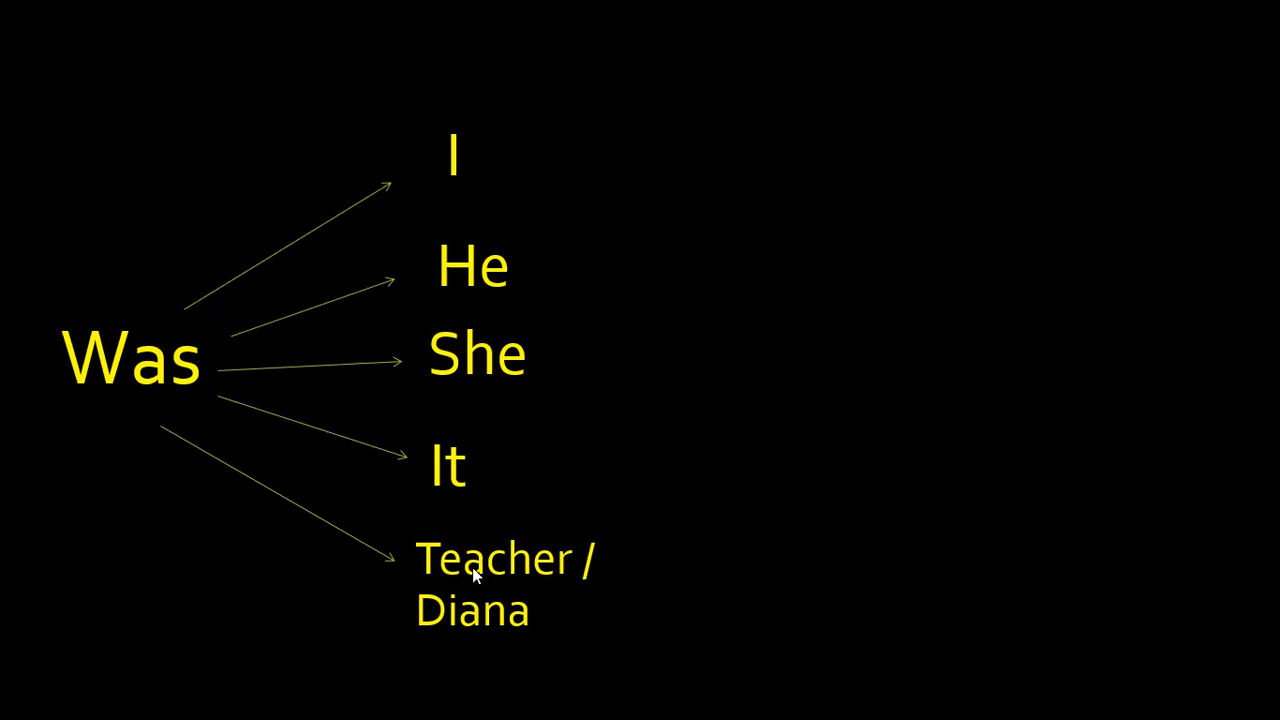 I
He
Was
She
It
Teacher /
Diana